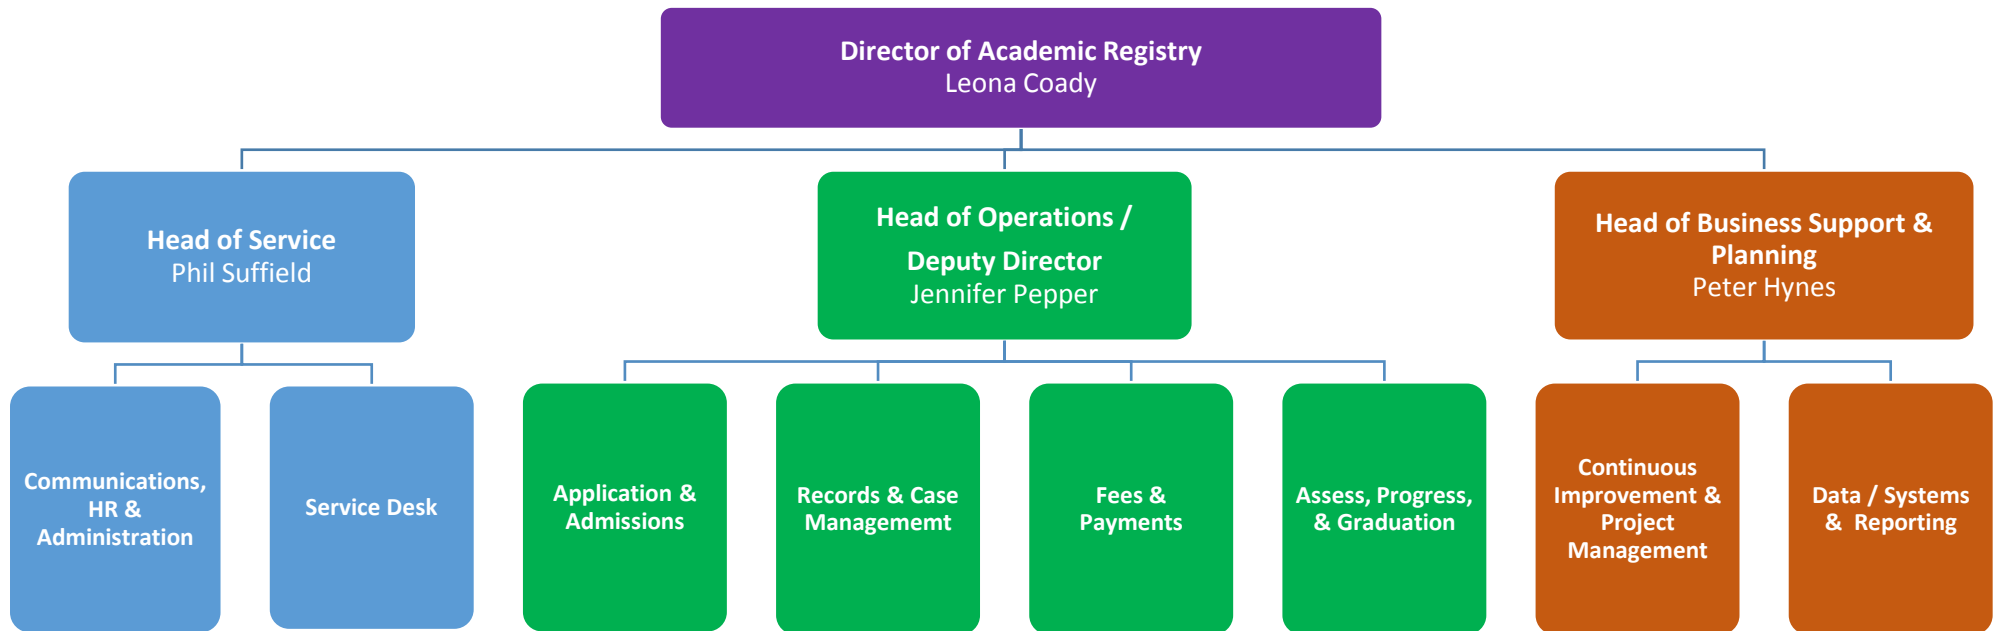 Director of Academic Registry
Leona Coady
Head of Service
Phil Suffield
Head of Operations /
Deputy Director
Jennifer Pepper
Head of Business Support &
Planning
Peter Hynes
Communications,
HR &
Administration
Service Desk
Application &
Admissions
Records & Case
Managememt
Fees &
Payments
Assess, Progress,
& Graduation
Continuous
Improvement &
Project
Management
Data / Systems
& Reporting